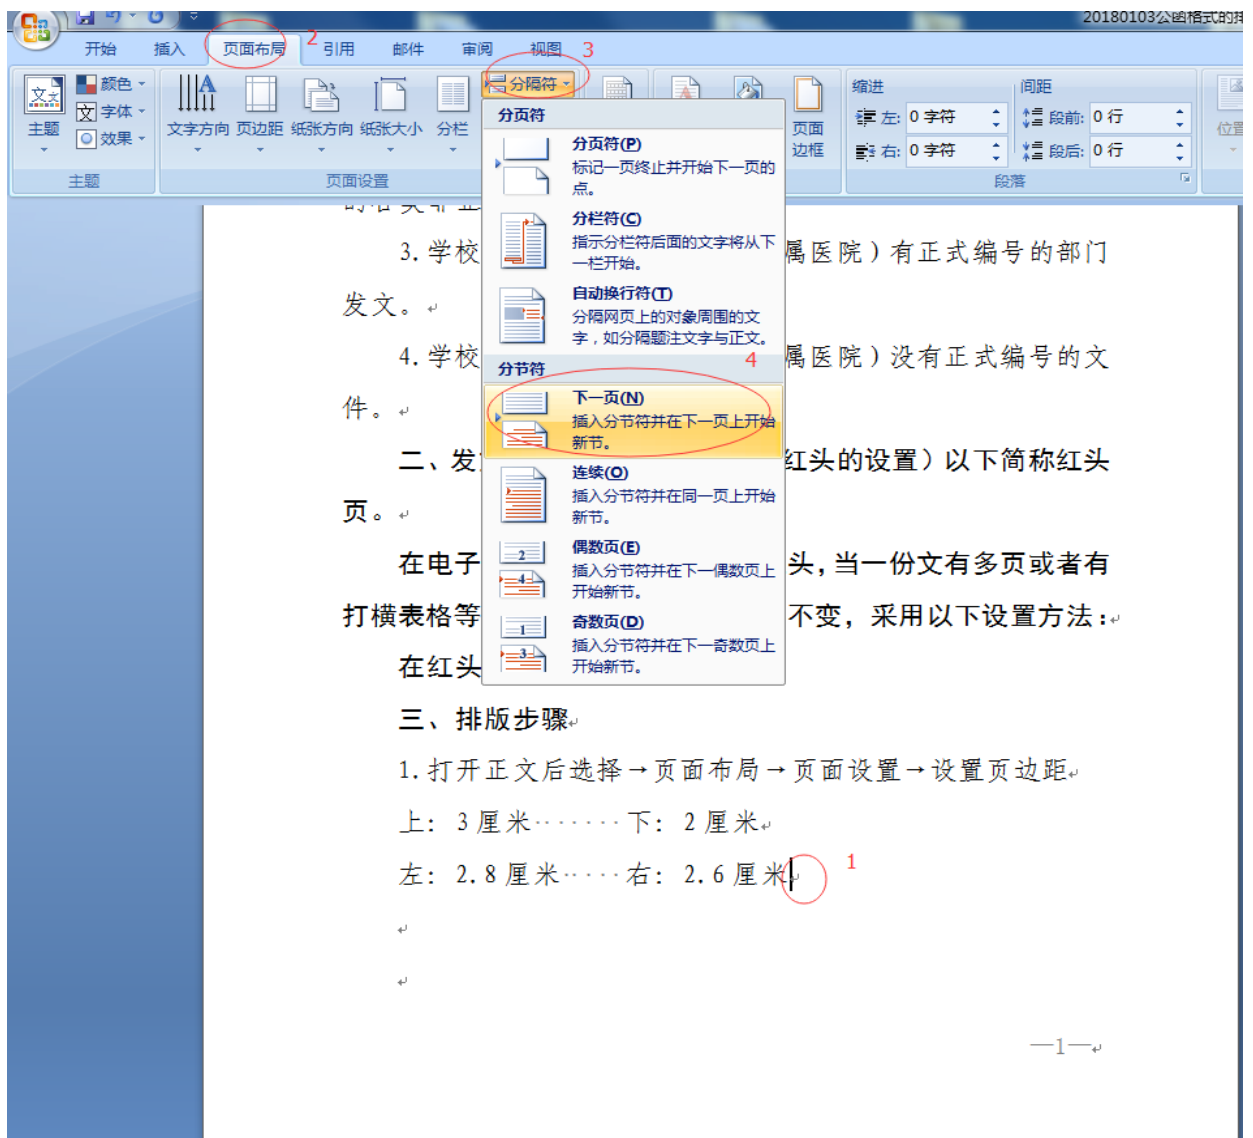 20180103公函格式的排
开始 插入 页面布局 2 引用 邮件 审阅 视图 3
主题
颜色
字体
效果
主题
文字方向 页边距 纸张方向 纸张大小 分栏
分隔符
页面设置
页面
边框
缩进
左: 0 字符
右: 0 字符
间距
段前: 0 行
段后: 0 行
段落
位置
分页符
分页符(P)
标记一页终止并开始下一页的
点。
分栏符(C)
指示分栏符后面的文字将从下
一栏开始。
自动换行符(T)
分隔网页上的对象周围的文
字，如分隔题注文字与正文。
分节符
4
下一页(N)
插入分节符并在下一页上开始
新节。
连续(O)
插入分节符并在同一页上开始
新节。
偶数页(E)
插入分节符并在下一偶数页上
开始新节。
奇数页(D)
插入分节符并在下一奇数页上
开始新节。
3.学校 属医院）有正式编号的部门
发文。
4.学校 属医院）没有正式编号的文
件。
二、发 红头的设置）以下简称红头
页。
在电子 头，当一份文有多页或者有
打横表格等 不变，采用以下设置方法：
在红头
三、排版步骤
1.打开正文后选择→页面布局→页面设置→设置页边距
上：3厘米·······下：2厘米
左：2.8厘米·····右：2.6厘米 1
—1—